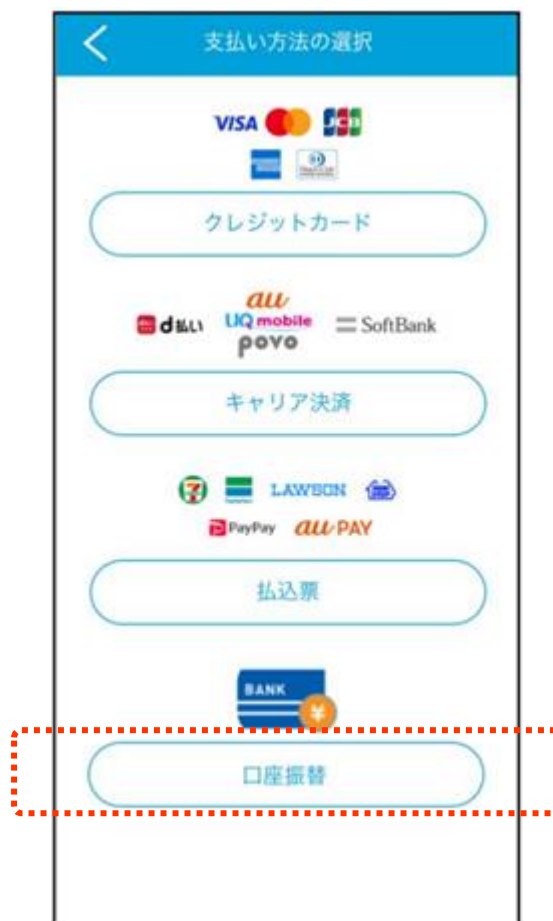 支払い方法の選択
VISA JCB
クレジットカード
au
d払い UQ mobile SoftBank
povo
キャリア決済
7 LAWSON
PayPay au PAY
払込票
BANK
¥
口座振替